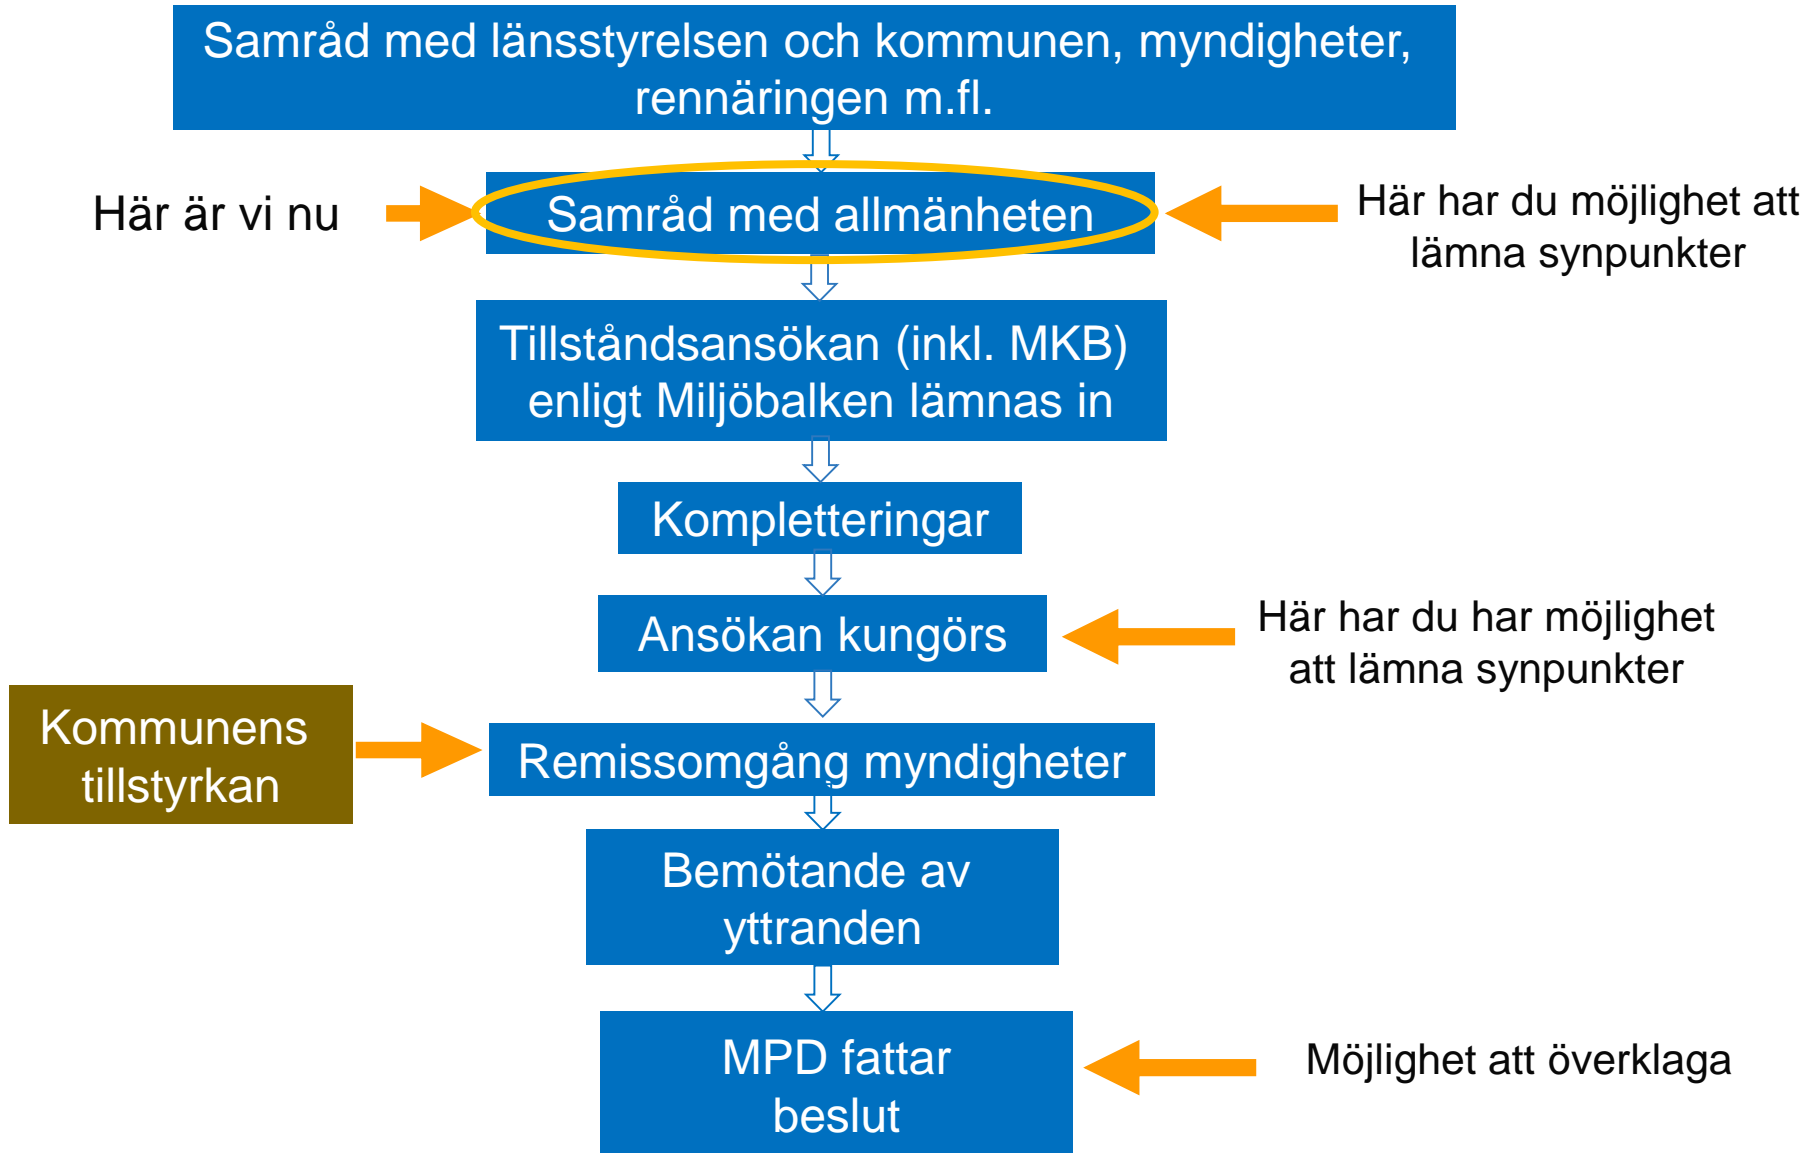 Samråd med länsstyrelsen och kommunen, myndigheter,
rennäringen m.fl.
Här är vi nu
Samråd med allmänheten
Här har du möjlighet att
lämna synpunkter
Tillståndsansökan (inkl. MKB)
enligt Miljöbalken lämnas in
Kompletteringar
Ansökan kungörs
Här har du har möjlighet
att lämna synpunkter
Kommunens
tillstyrkan
Remissomgång myndigheter
Bemötande av
yttranden
MPD fattar
beslut
Möjlighet att överklaga